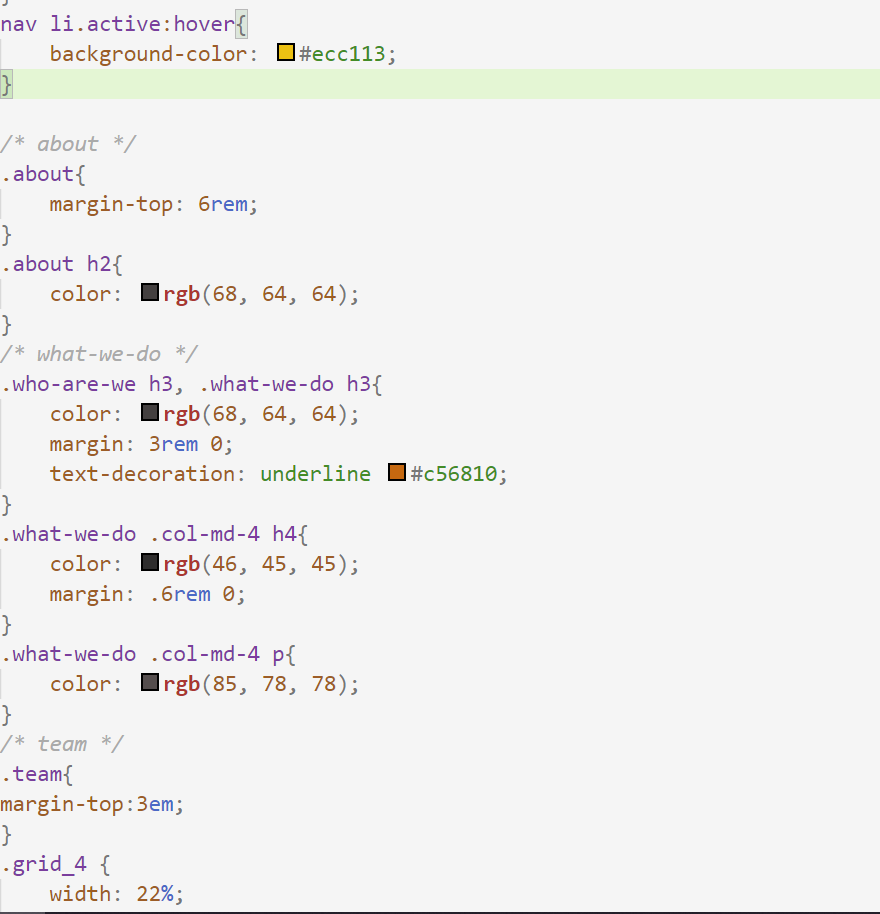 }
nav li.active:hover{
    background-color: #ecc113;
}
/* about */
.about{
    margin-top: 6rem;
}
.about h2{
    color: rgb(68, 64, 64);
}
/* what-we-do */
.who-are-we h3, .what-we-do h3{
    color: rgb(68, 64, 64);
    margin: 3rem 0;
    text-decoration: underline #c56810;
}
.what-we-do .col-md-4 h4{
    color: rgb(46, 45, 45);
    margin: .6rem 0;
}
.what-we-do .col-md-4 p{
    color: rgb(85, 78, 78);
}
/* team */
.team{
margin-top:3em;
}
.grid_4 {
    width: 22%;